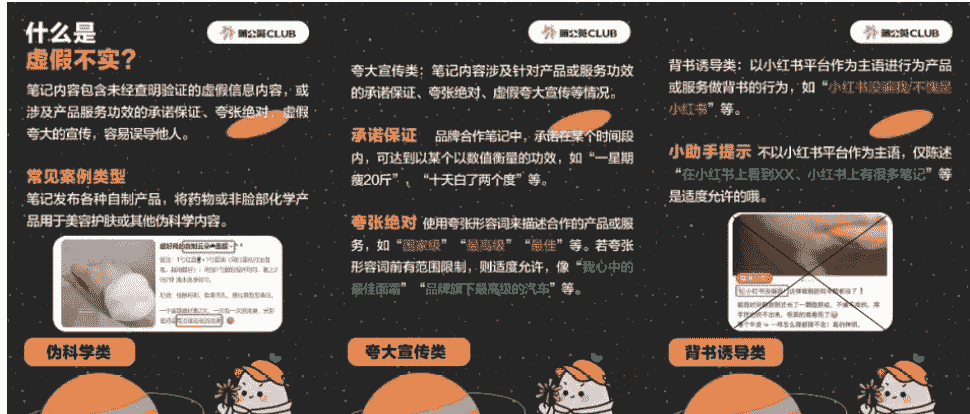 什么是
虚假不实？
蒲公英CLUB
笔记内容包含未经查明验证的虚假信息内容，或
涉及产品服务功效的承诺保证、夸张绝对、虚假
夸大的宣传，容易误导他人。
常见案例类型
笔记发布各种自制产品，将药物或非脸部化学产
品用于美容护肤或其他伪科学内容。
伪科学类
蒲公英CLUB
夸大宣传类：笔记内容涉及针对产品或服务功效
的承诺保证、夸张绝对、虚假夸大宣传等情况。
承诺保证 品牌合作笔记中，承诺在某个时间段
内，可达到以某个以数值衡量的功效，如“一星期
瘦20斤”，“十天白了两个度”等。
夸张绝对 使用夸张形容词来描述合作的产品或服
务，如“国家级”“最高级”“最佳”等。若夸张
形容词前有范围限制，则适度允许，像“我心中的
最佳面霜”“品牌旗下最高级的汽车”等。
夸大宣传类
蒲公英CLUB
背书诱导类：以小红书平台作为主语进行为产品
或服务做背书的行为，如“小红书没骗我/不愧是
小红书”等。
小助手提示 不以小红书平台作为主语，仅陈述
“在小红书上看到XX、小红书上有很多笔记”等
是适度允许的哦。
背书诱导类